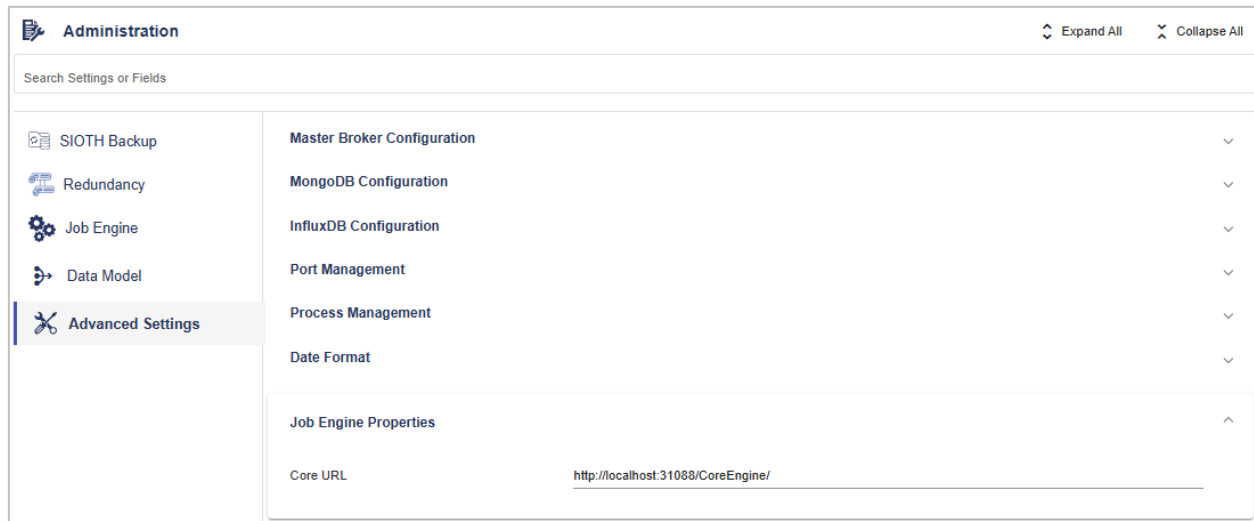 Administration
Expand All
Collapse All
Search Settings or Fields
SIOTH Backup
Redundancy
Job Engine
Data Model
Advanced Settings
Master Broker Configuration
MongoDB Configuration
InfluxDB Configuration
Port Management
Process Management
Date Format
Job Engine Properties
Core URL
http://localhost:31088/CoreEngine/